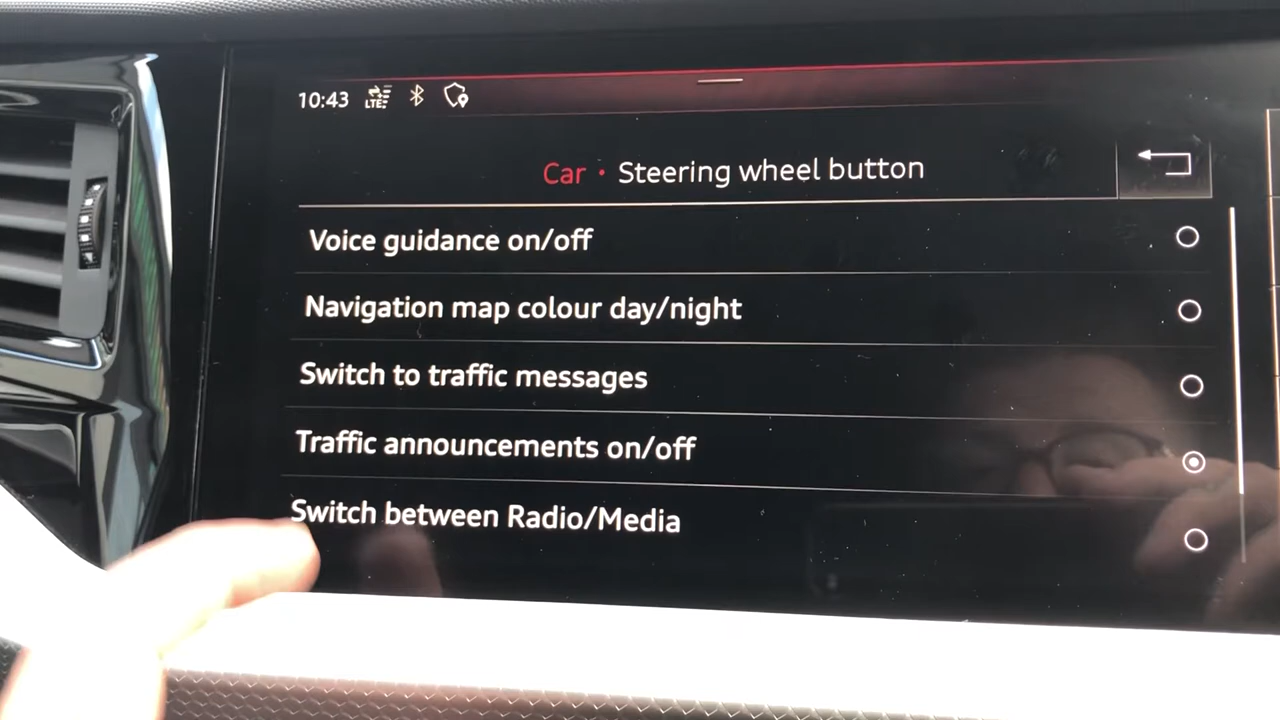 10:43 LTE
Car • Steering wheel button
Voice guidance on/off
Navigation map colour day/night
Switch to traffic messages
Traffic announcements on/off
Switch between Radio/Media